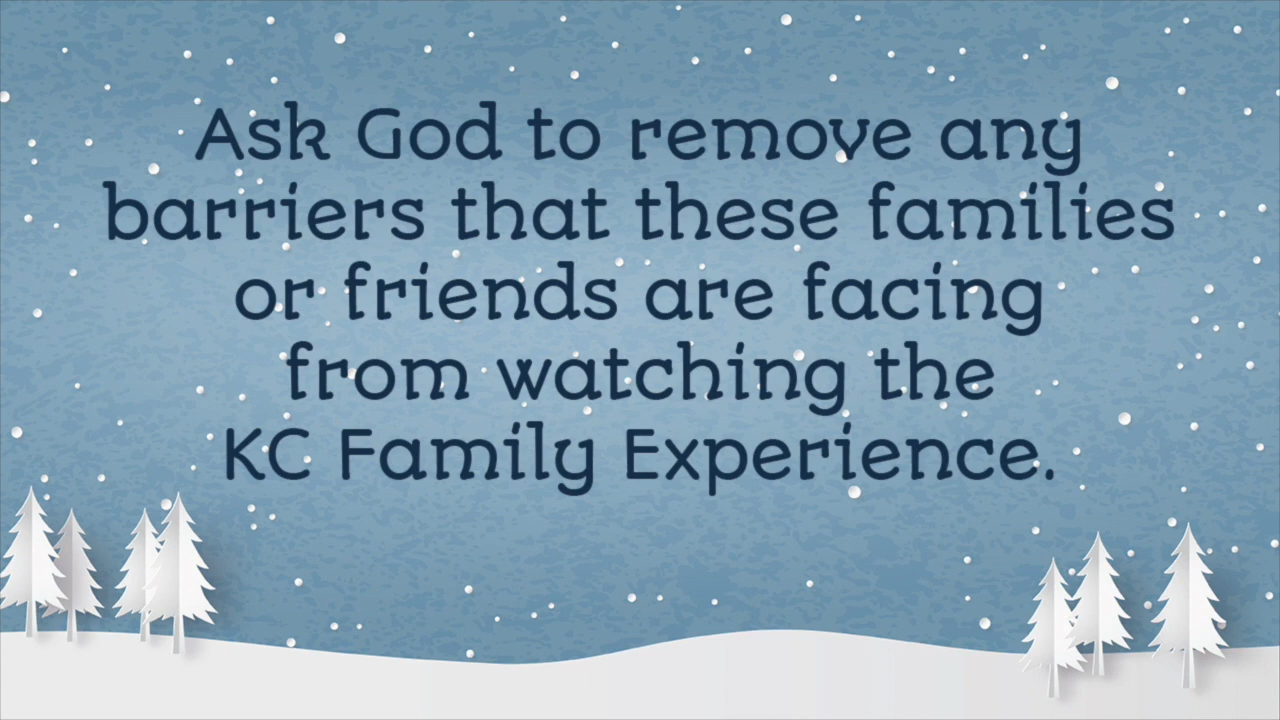 Ask God to remove any
barriers that these families
or friends are facing
from watching the
KC Family Experience.